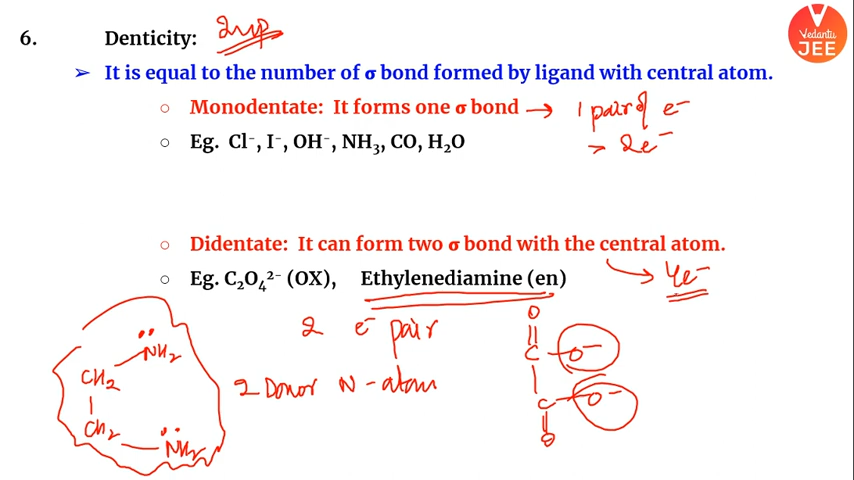 6. Denticity: 2 imp
Vedantu
JEE
➢ It is equal to the number of σ bond formed by ligand with central atom.
○ Monodentate: It forms one σ bond → 1 pair of e⁻
○ Eg. Cl⁻, I⁻, OH⁻, NH₃, CO, H₂O > 2e⁻
○ Didentate: It can form two σ bond with the central atom.
○ Eg. C₂O₄²⁻ (OX), Ethylenediamine (en) → 4e⁻
2 e⁻ pair
2 Donor N-atom
NH₂
CH₂
CH₂
NH₂
O
C O⁻
C O⁻
O